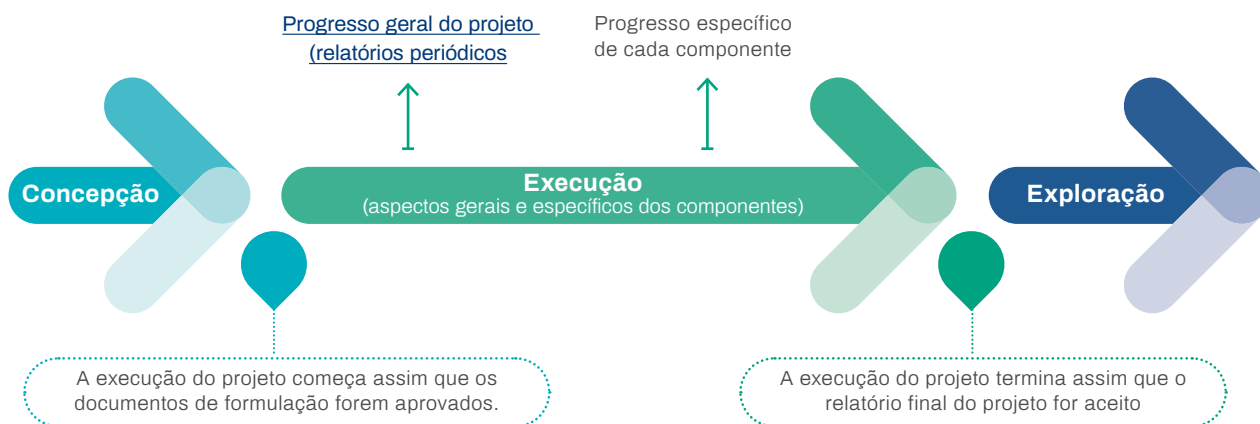 Progresso geral do projeto
(relatórios periódicos
Progresso específico
de cada componente
Concepção
Execução
(aspectos gerais e específicos dos componentes)
Exploração
A execução do projeto começa assim que os
documentos de formulação forem aprovados.
A execução do projeto termina assim que o
relatório final do projeto for aceito